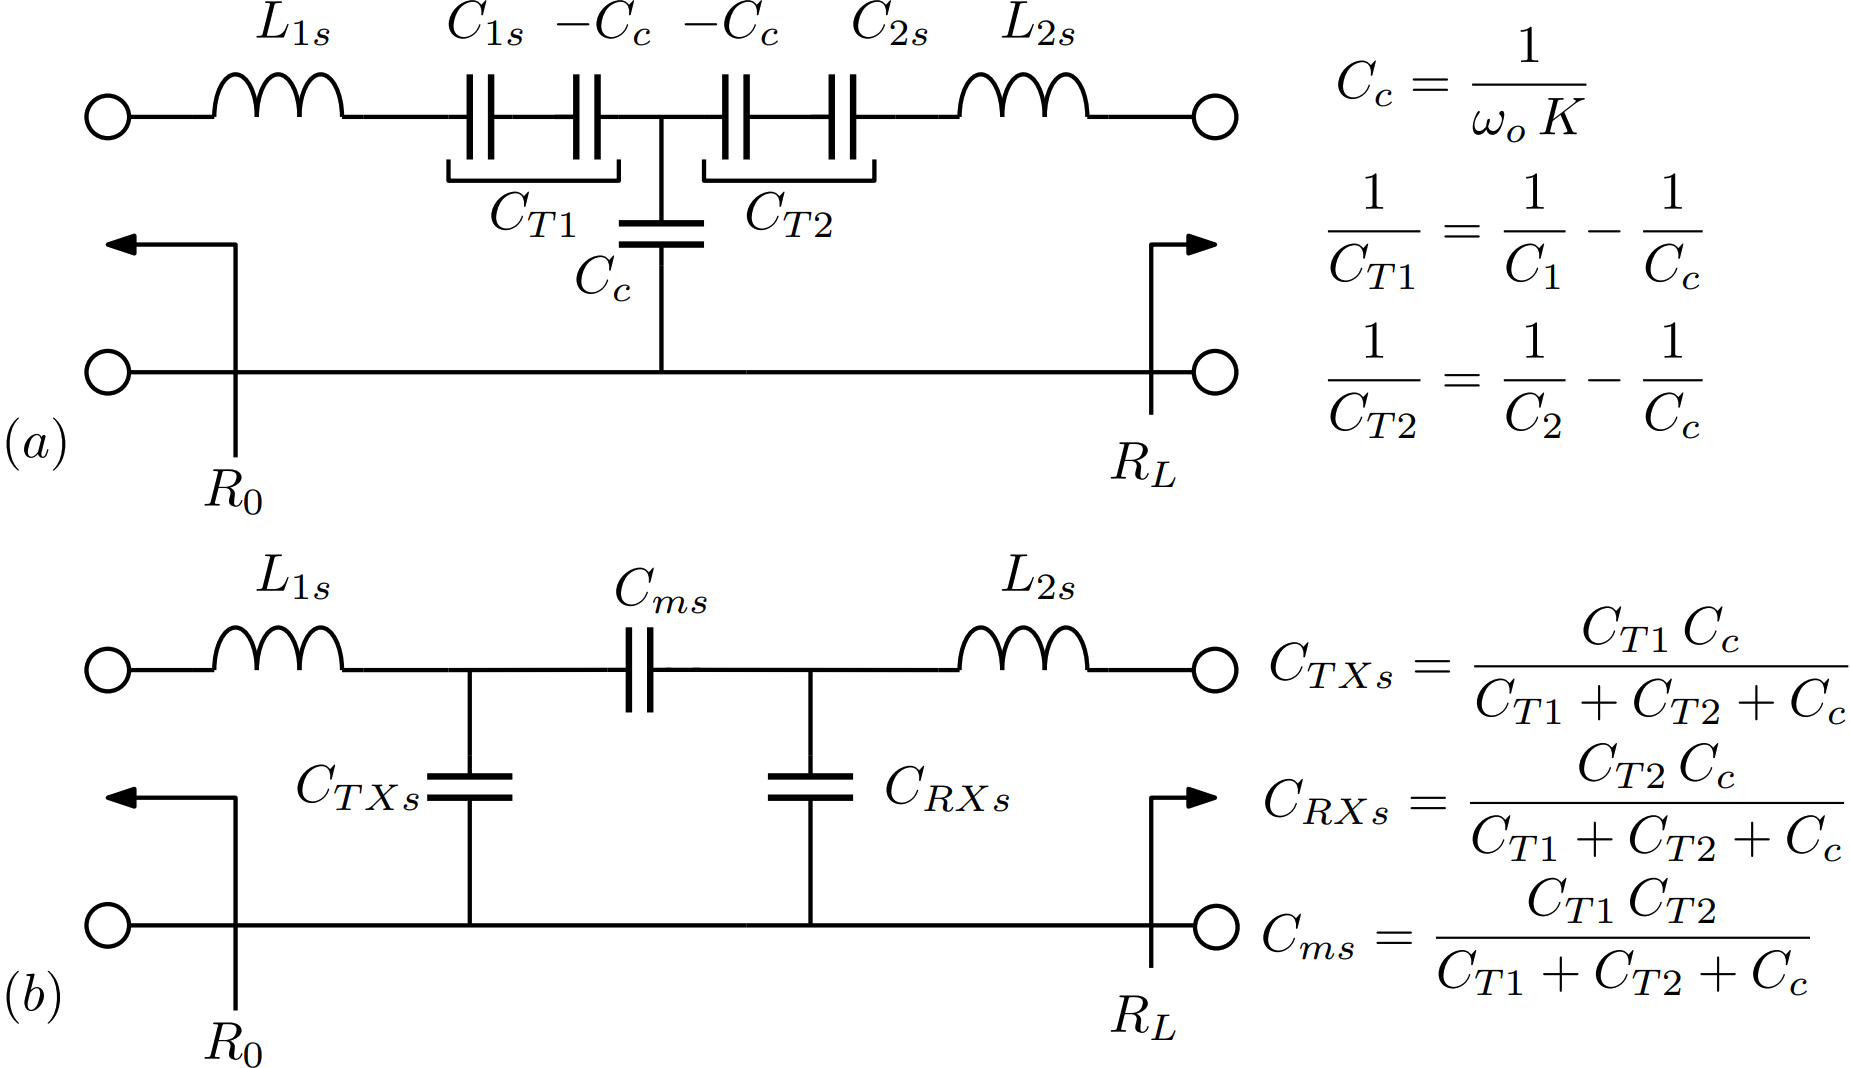 L_{1s} C_{1s} −C_c −C_c C_{2s} L_{2s}
C_c = \frac{1}{ω_o K}
C_{T1} C_{T2}
\frac{1}{C_{T1}} = \frac{1}{C_1} − \frac{1}{C_c}
C_c
\frac{1}{C_{T2}} = \frac{1}{C_2} − \frac{1}{C_c}
(a)
R_0 R_L
L_{1s} C_{ms} L_{2s}
C_{TXs} = \frac{C_{T1} C_c}{C_{T1} + C_{T2} + C_c}
C_{TXs} C_{RXs}
C_{RXs} = \frac{C_{T2} C_c}{C_{T1} + C_{T2} + C_c}
C_{ms} = \frac{C_{T1} C_{T2}}{C_{T1} + C_{T2} + C_c}
(b)
R_0 R_L